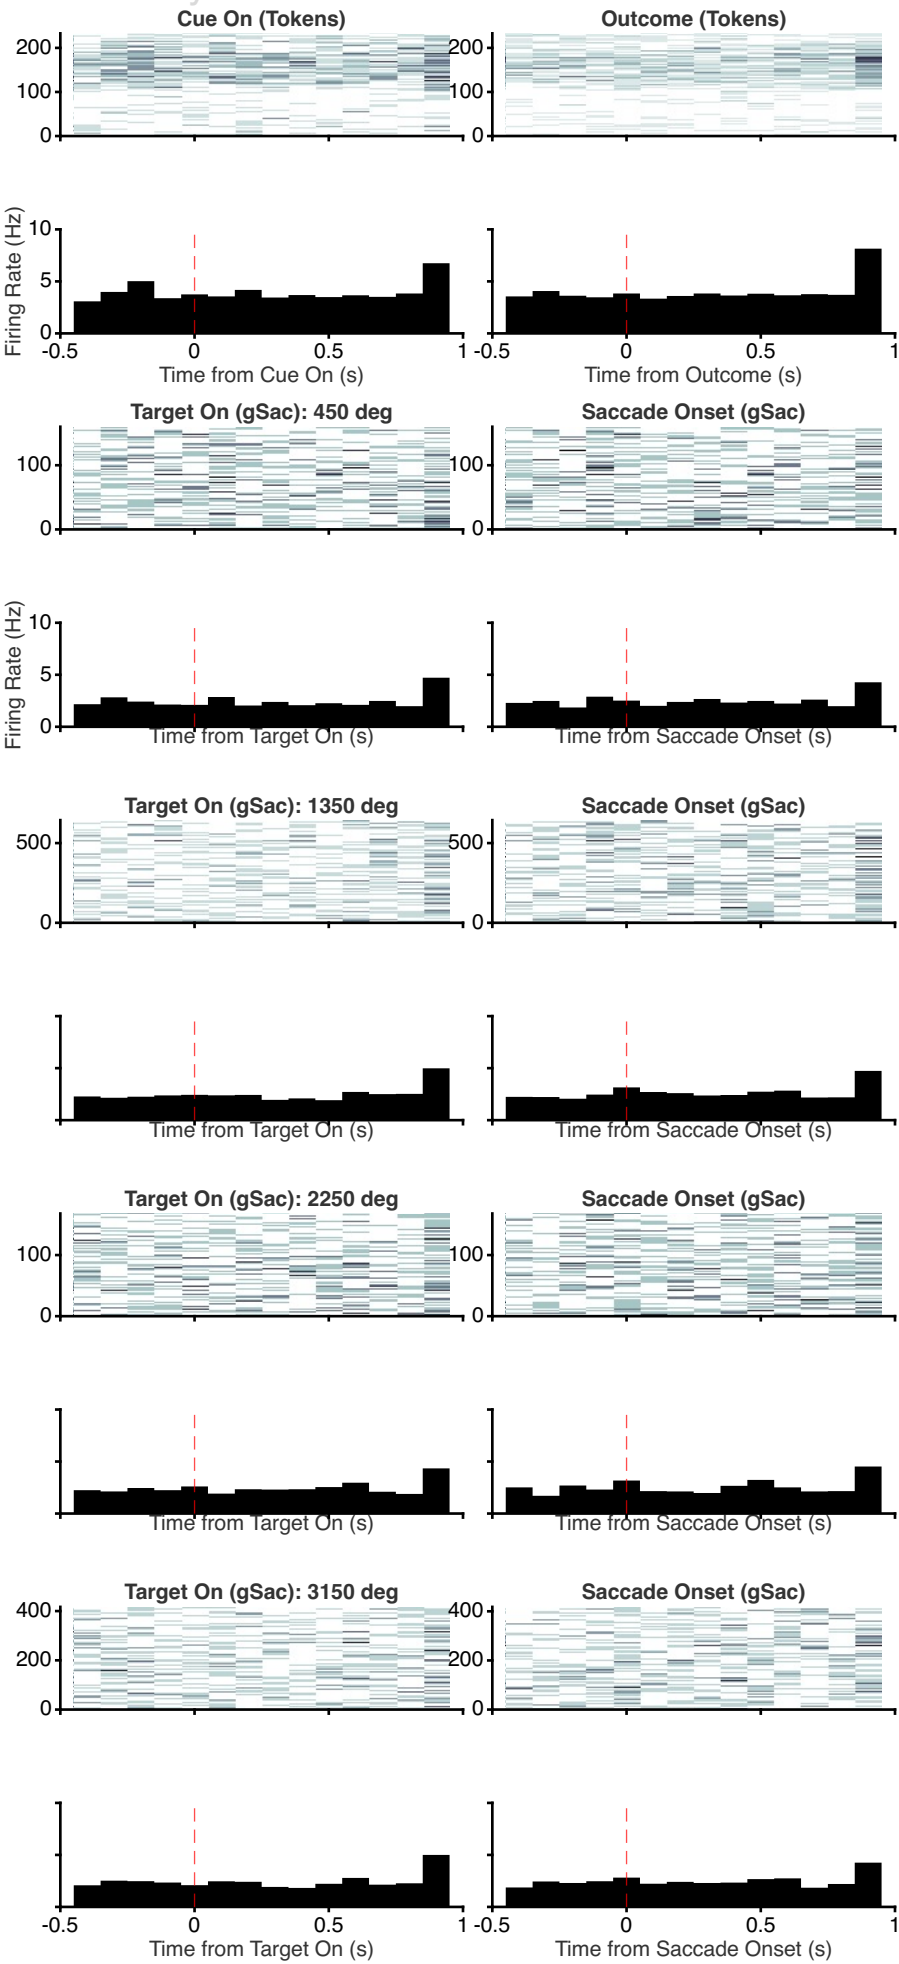 Cue On (Tokens) Outcome (Tokens)
200 200
100 100
0 0
Firing Rate (Hz)
10
5
0
-0.5 0 0.5 1 -0.5 0 0.5 1
Time from Cue On (s) Time from Outcome (s)
Target On (gSac): 450 deg Saccade Onset (gSac)
100 100
0 0
Firing Rate (Hz)
10
5
0
Time from Target On (s) Time from Saccade Onset (s)
Target On (gSac): 1350 deg Saccade Onset (gSac)
500 500
0 0
Time from Target On (s) Time from Saccade Onset (s)
Target On (gSac): 2250 deg Saccade Onset (gSac)
100 100
0 0
Time from Target On (s) Time from Saccade Onset (s)
Target On (gSac): 3150 deg Saccade Onset (gSac)
400 400
200 200
0 0
-0.5 0 0.5 1 -0.5 0 0.5 1
Time from Target On (s) Time from Saccade Onset (s)